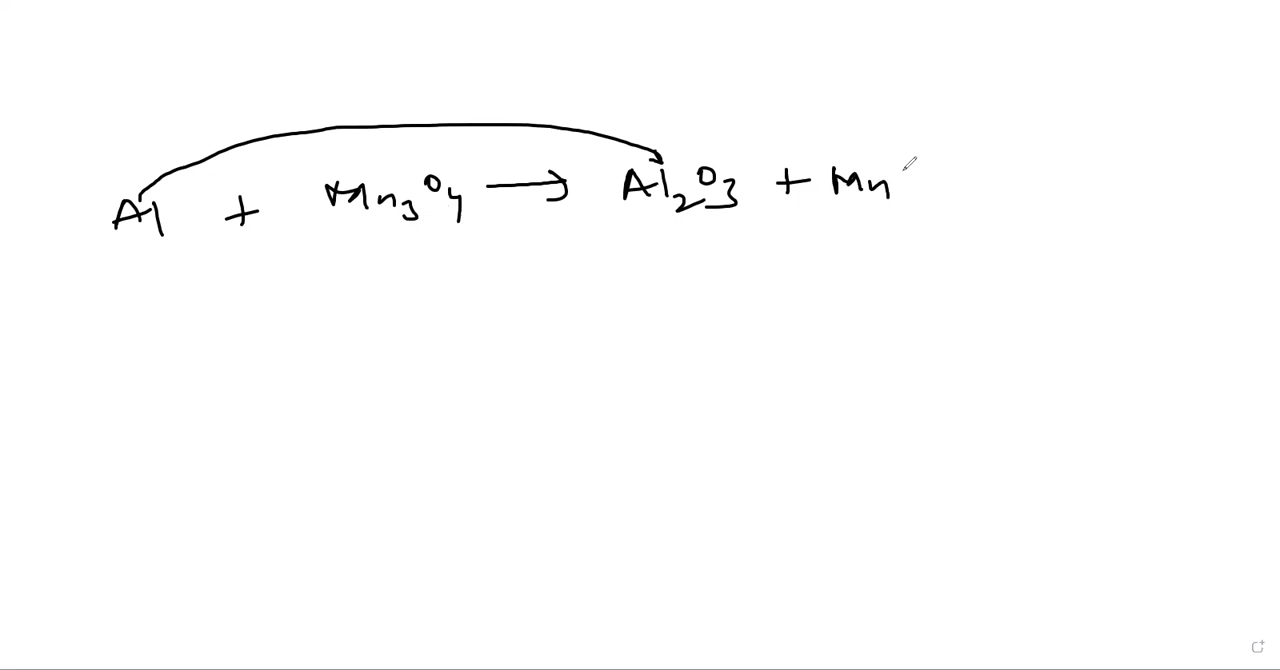 Al + Mn₃O₄ → Al₂O₃ + Mn